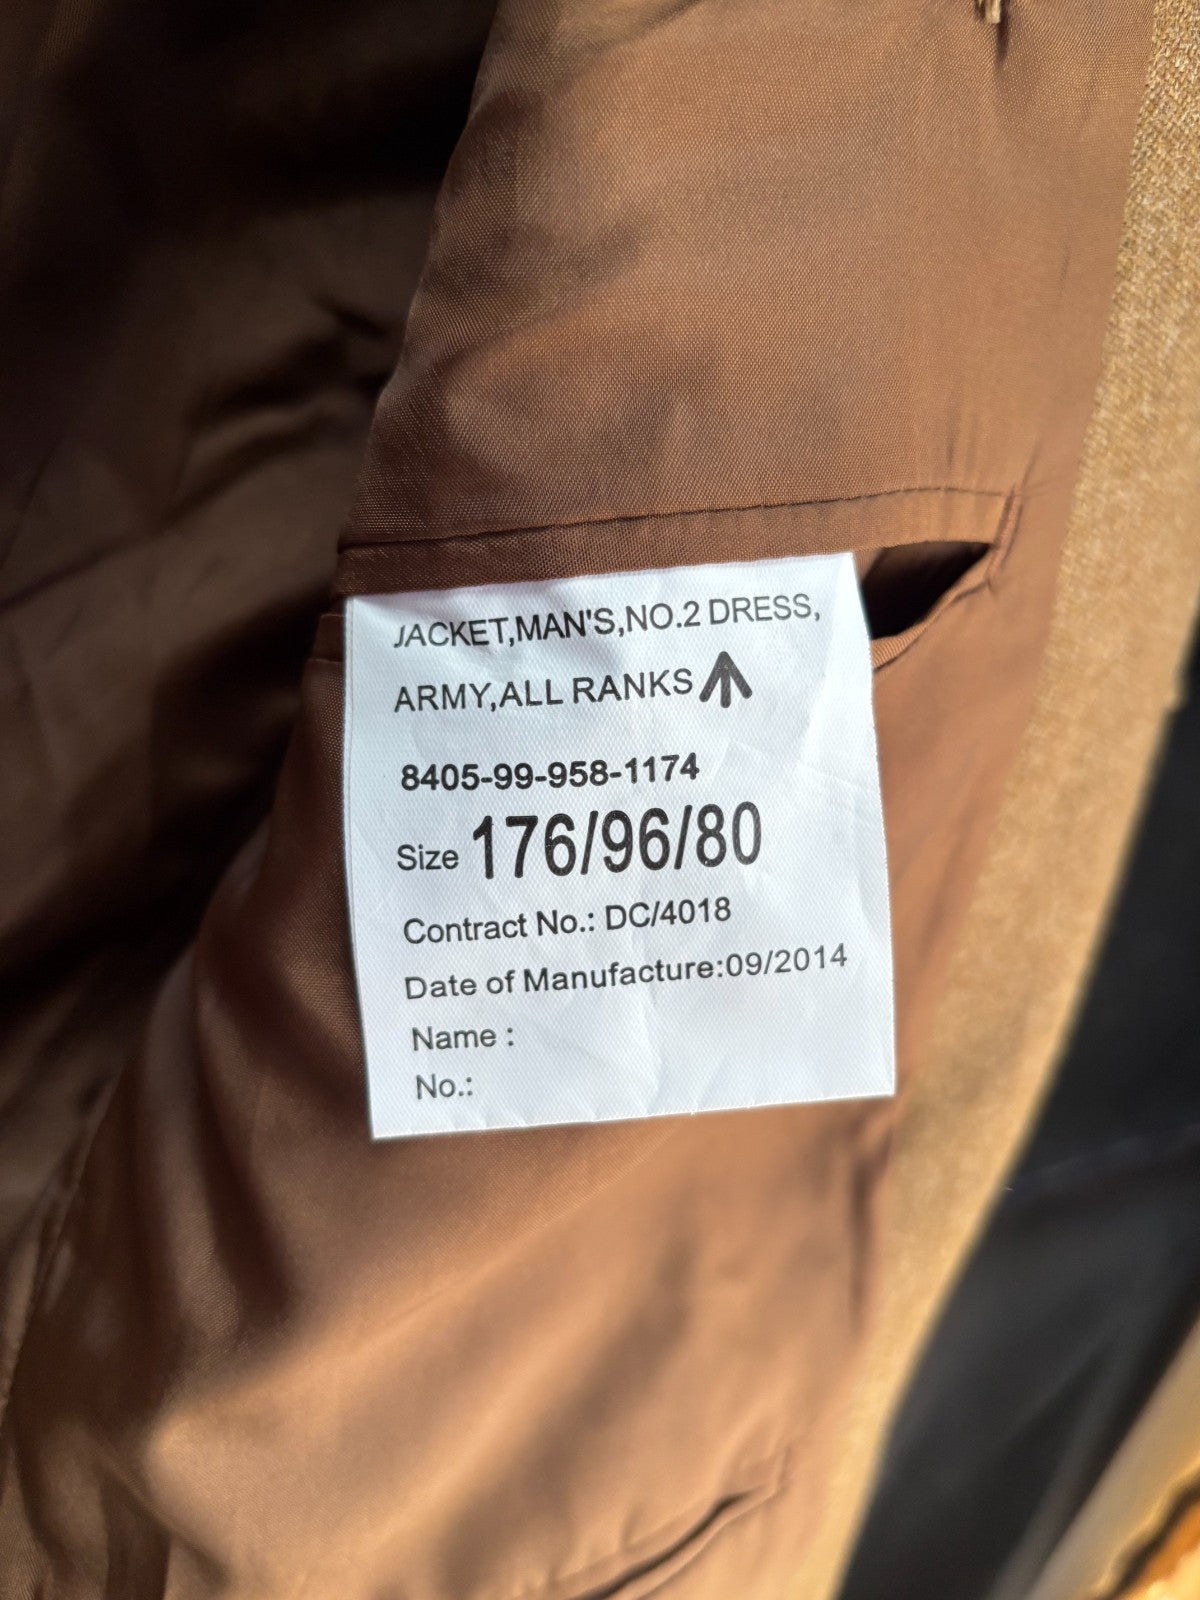 JACKET,MAN'S,NO.2 DRESS,
ARMY,ALL RANKS
8405-99-958-1174
Size 176/96/80
Contract No.: DC/4018
Date of Manufacture:09/2014
Name :
No.: